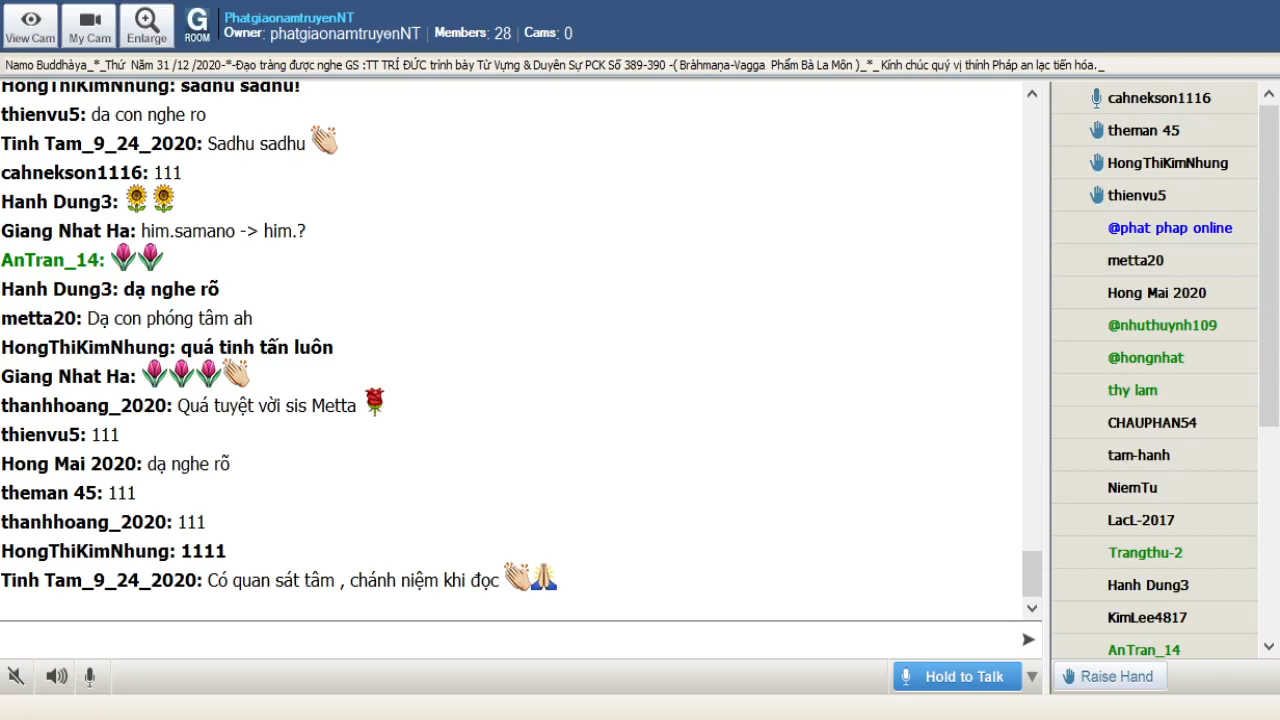 View Cam
My Cam
Enlarge
G
ROOM
PhatgiaonamtruyenNT
Owner: phatgiaonamtruyenNT | Members: 28 | Cams: 0
Namo Buddhàya_*_Thứ Năm 31 /12 /2020-*-Đạo tràng được nghe GS :TT TRÍ ĐỨC trình bày Từ Vựng & Duyên Sự PCK Số 389-390 -( Bràhmaṇa-Vagga Phẩm Bà La Môn )_*_ Kính chúc quý vị thính Pháp an lạc tiến hóa._
HongThiKimNhung: sadhu sadhu!
thienvu5: da con nghe ro
Tinh Tam_9_24_2020: Sadhu sadhu
cahnekson1116: 111
Hanh Dung3:
Giang Nhat Ha: him.samano -> him.?
AnTran_14:
Hanh Dung3: dạ nghe rõ
metta20: Dạ con phóng tâm ah
HongThiKimNhung: quá tinh tấn luôn
Giang Nhat Ha:
thanhhoang_2020: Quá tuyệt vời sis Metta
thienvu5: 111
Hong Mai 2020: dạ nghe rõ
theman 45: 111
thanhhoang_2020: 111
HongThiKimNhung: 1111
Tinh Tam_9_24_2020: Có quan sát tâm , chánh niệm khi đọc
cahnekson1116
theman 45
HongThiKimNhung
thienvu5
@phat phap online
metta20
Hong Mai 2020
@nhuthuynh109
@hongnhat
thy lam
CHAUPHAN54
tam-hanh
NiemTu
LacL-2017
Trangthu-2
Hanh Dung3
KimLee4817
AnTran_14
Hold to Talk
Raise Hand